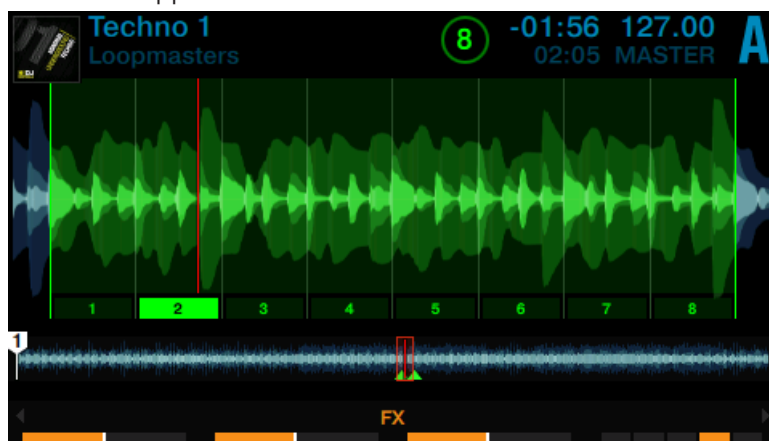 Techno 1
Loopmasters
8
-01:56 127.00
02:05 MASTER
A
1 2 3 4 5 6 7 8
1
FX